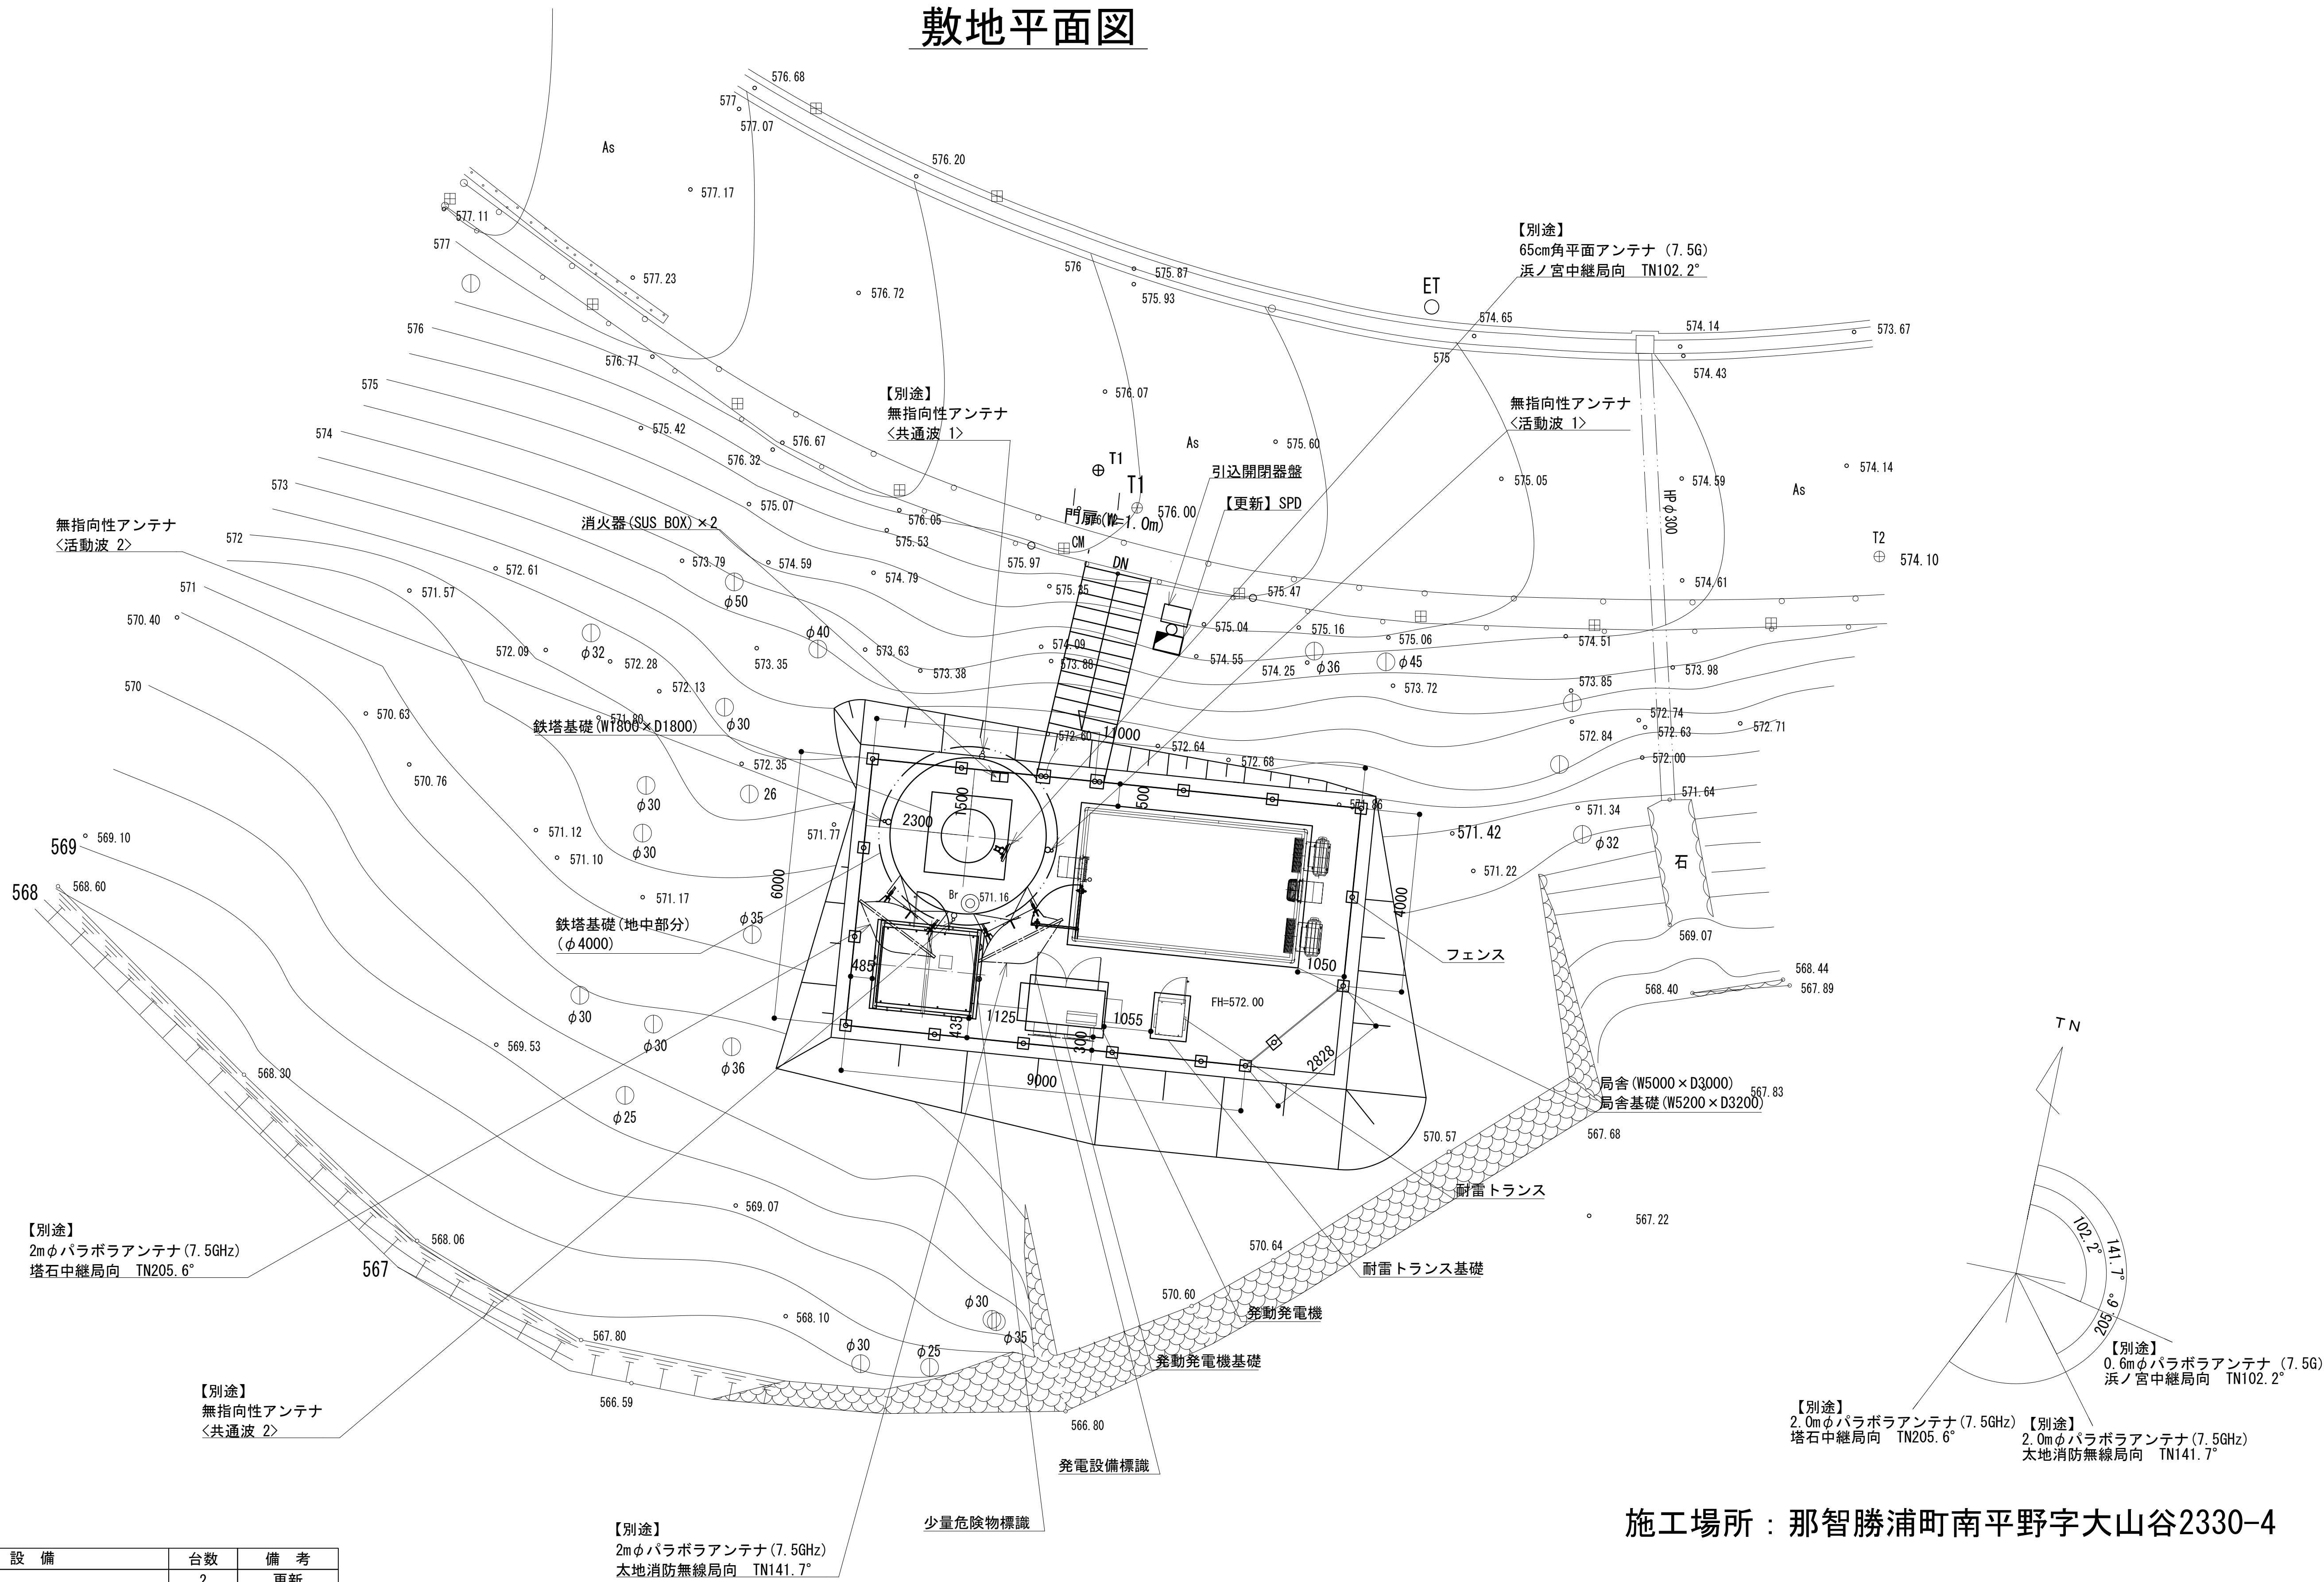 敷地平面図
576.68
577
577.07
As
576.20
577.17
577.11
577
577.23
576.72
576
575.87
575.93
【別途】
65cm角平面アンテナ (7.5G)
浜ノ宮中継局向 TN102.2°
ET
574.65
574.14
573.67
575
574.43
576
576.77
575
【別途】
無指向性アンテナ
<共通波 1>
576.07
無指向性アンテナ
<活動波 1>
574
575.42
576.67
576.32
As
575.60
T1
引込開閉器盤
574.14
573
575.07
T1
575.05
574.59
As
HPφ300
無指向性アンテナ
<活動波 2>
消火器(SUS BOX)×2
576.05
門扉(W=1.0m)
576.00
【更新】SPD
572
575.53
CM
T2
574.10
573.79
574.59
575.97
DN
572.61
574.79
571
571.57
φ50
575.35
575.47
574.61
570.40
φ40
575.04
575.16
575.06
574.51
572.09
φ32
572.28
573.35
573.63
574.09
573.88
574.55
574.25
φ36
φ45
573.98
573.38
570
572.13
573.72
573.85
570.63
571.80
鉄塔基礎(W1800×D1800)
φ30
572.60
11000
572.64
572.84
572.74
572.63
572.71
572.35
572.68
572.00
570.76
φ30
26
1500
500
571.86
571.64
571.34
2300
571.77
571.42
569
569.10
571.12
571.10
φ30
φ32
石
568
568.60
571.17
6000
Br
571.16
571.22
4000
鉄塔基礎(地中部分)
(φ4000)
φ35
569.07
フェンス
485
1050
568.44
568.40
567.89
φ30
φ30
FH=572.00
1125
1055
435
300
TN
569.53
φ36
2828
568.30
9000
局舎(W5000×D3000)
局舎基礎(W5200×D3200)
567.83
φ25
570.57
567.68
耐雷トランス
569.07
567.22
【別途】
2mφパラボラアンテナ(7.5GHz)
塔石中継局向 TN205.6°
568.06
567
570.64
耐雷トランス基礎
102.2°
141.7°
205.6°
570.60
発動発電機
φ30
φ35
568.10
567.80
φ30
φ25
発動発電機基礎
【別途】
0.6mφパラボラアンテナ (7.5G)
浜ノ宮中継局向 TN102.2°
【別途】
無指向性アンテナ
<共通波 2>
566.59
566.80
【別途】
2.0mφパラボラアンテナ(7.5GHz)
塔石中継局向 TN205.6°
【別途】
2.0mφパラボラアンテナ(7.5GHz)
太地消防無線局向 TN141.7°
発電設備標識
少量危険物標識
【別途】
2mφパラボラアンテナ(7.5GHz)
太地消防無線局向 TN141.7°
施工場所：那智勝浦町南平野字大山谷2330-4
設 備 台数 備 考
2 更新